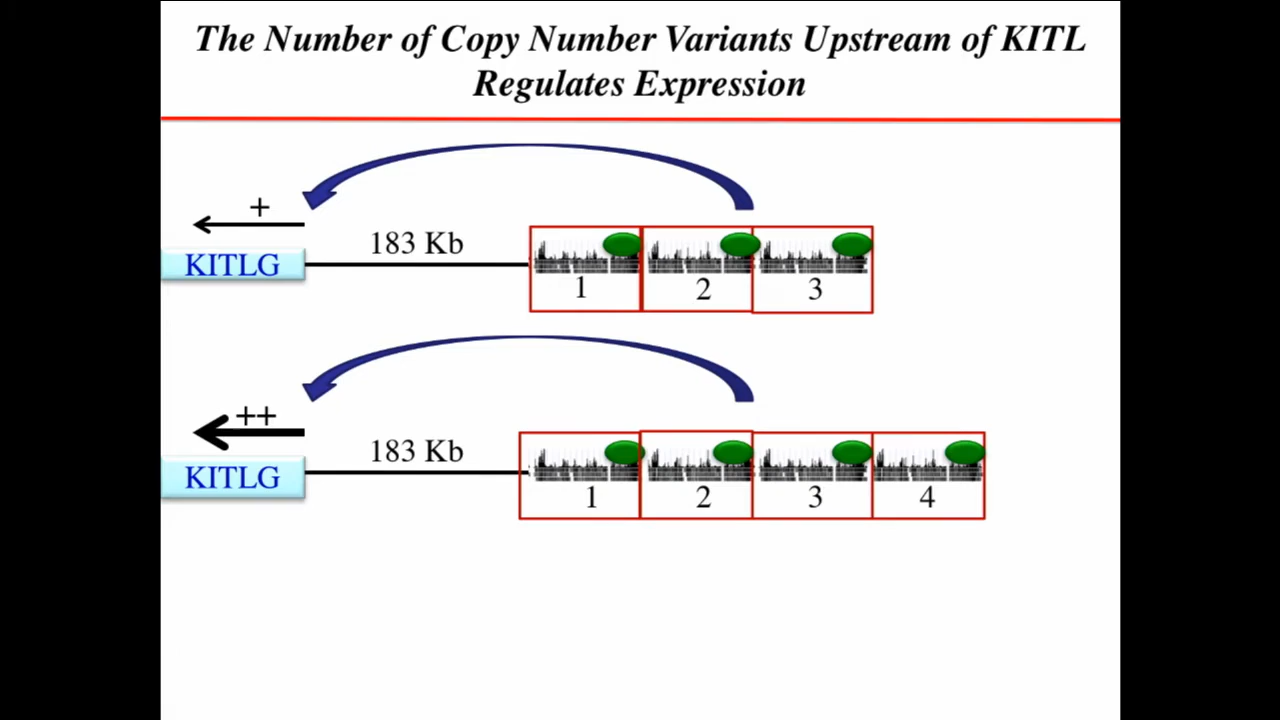 The Number of Copy Number Variants Upstream of KITL
Regulates Expression
+
183 Kb
KITLG
1 2 3
++
183 Kb
KITLG
1 2 3 4